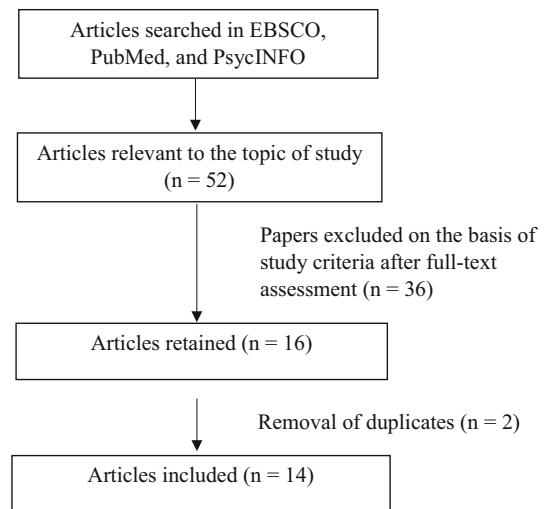 Articles searched in EBSCO,
PubMed, and PsycINFO
Articles relevant to the topic of study
(n = 52)
Papers excluded on the basis of
study criteria after full-text
assessment (n = 36)
Articles retained (n = 16)
Removal of duplicates (n = 2)
Articles included (n = 14)